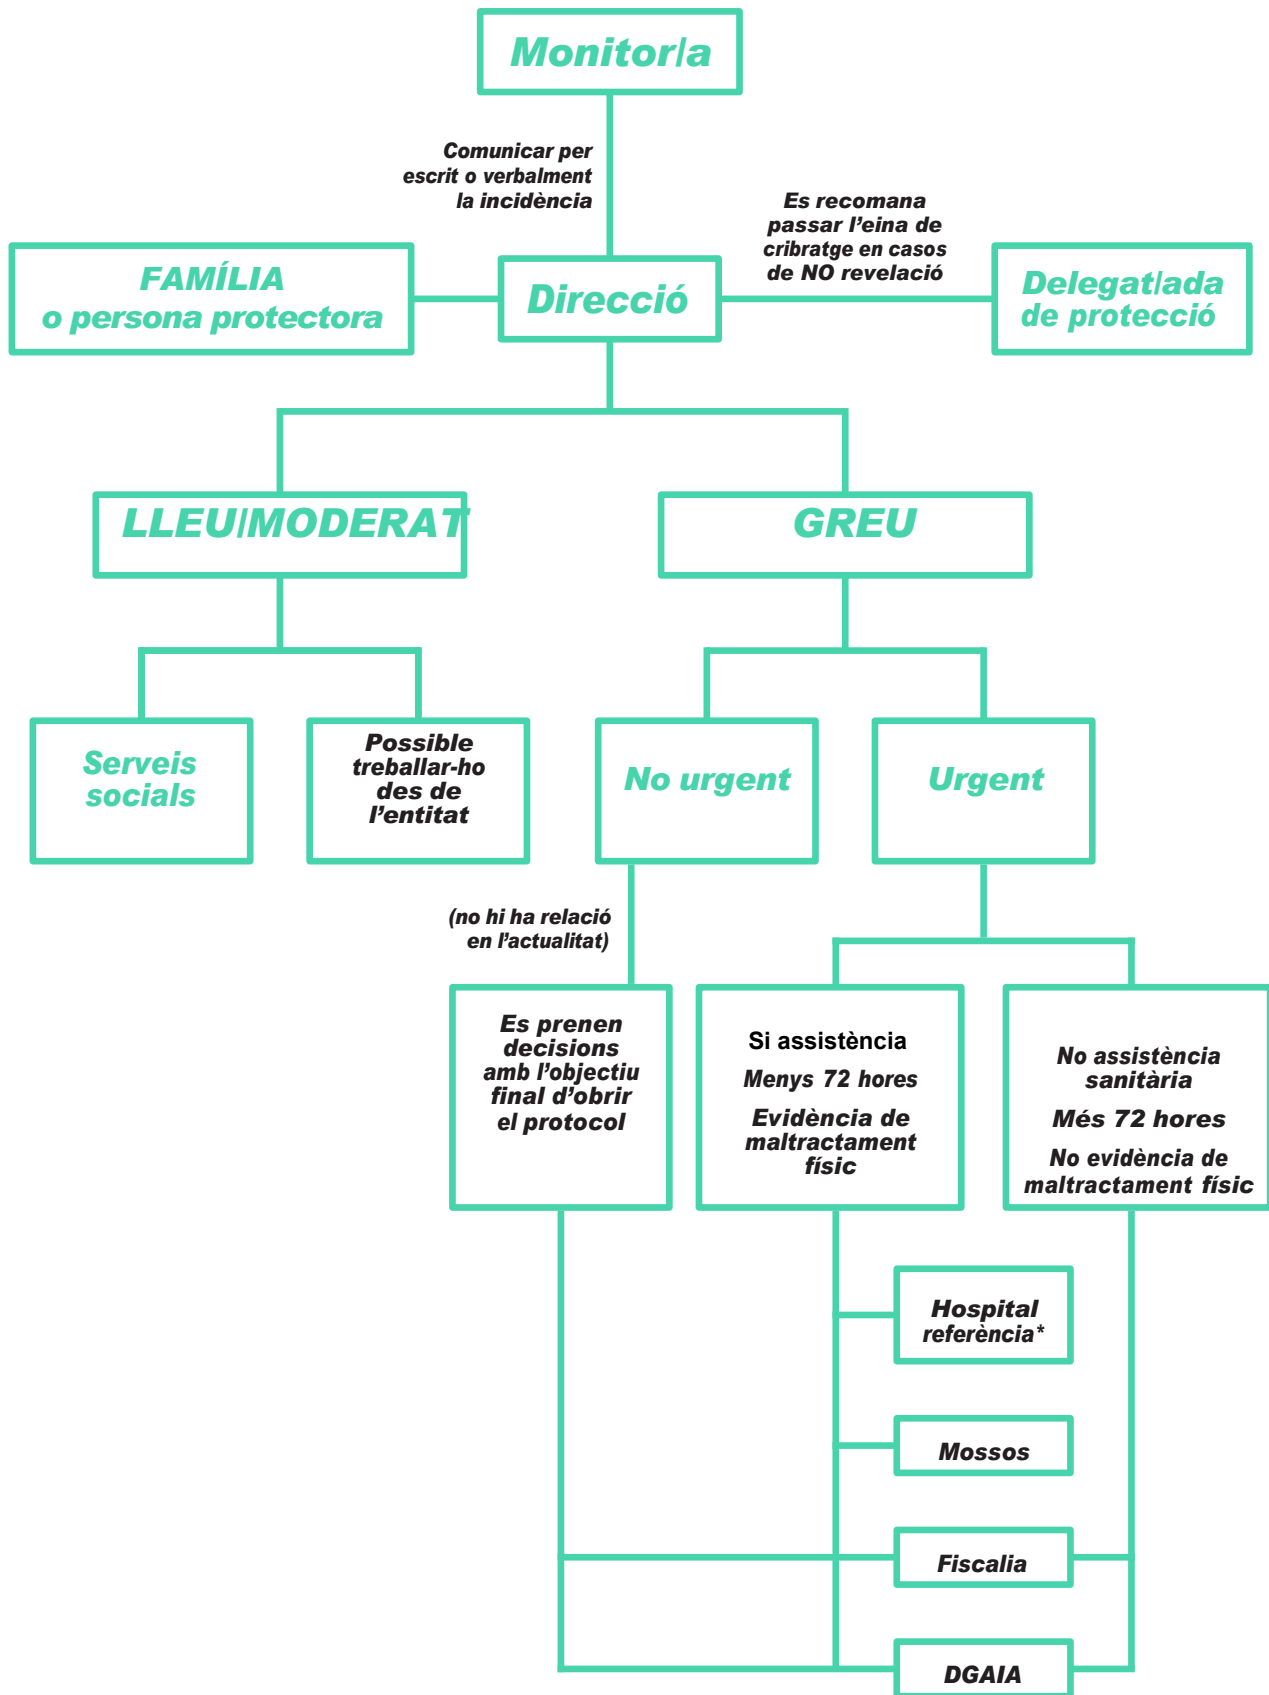 Monitor/a
Comunicar per
escrit o verbalment
la incidència
Es recomana
passar l’eina de
cribratge en casos
de NO revelació
FAMÍLIA
o persona protectora
Direcció
Delegat/ada
de protecció
LLEU/MODERAT
GREU
Serveis
socials
Possible
treballar-ho
des de
l’entitat
No urgent
Urgent
(no hi ha relació
en l’actualitat)
Es prenen
decisions
amb l’objectiu
final d’obrir
el protocol
Si assistència
Menys 72 hores
Evidència de
maltractament
físic
No assistència
sanitària
Més 72 hores
No evidència de
maltractament físic
Hospital
referència*
Mossos
Fiscalia
DGAIA